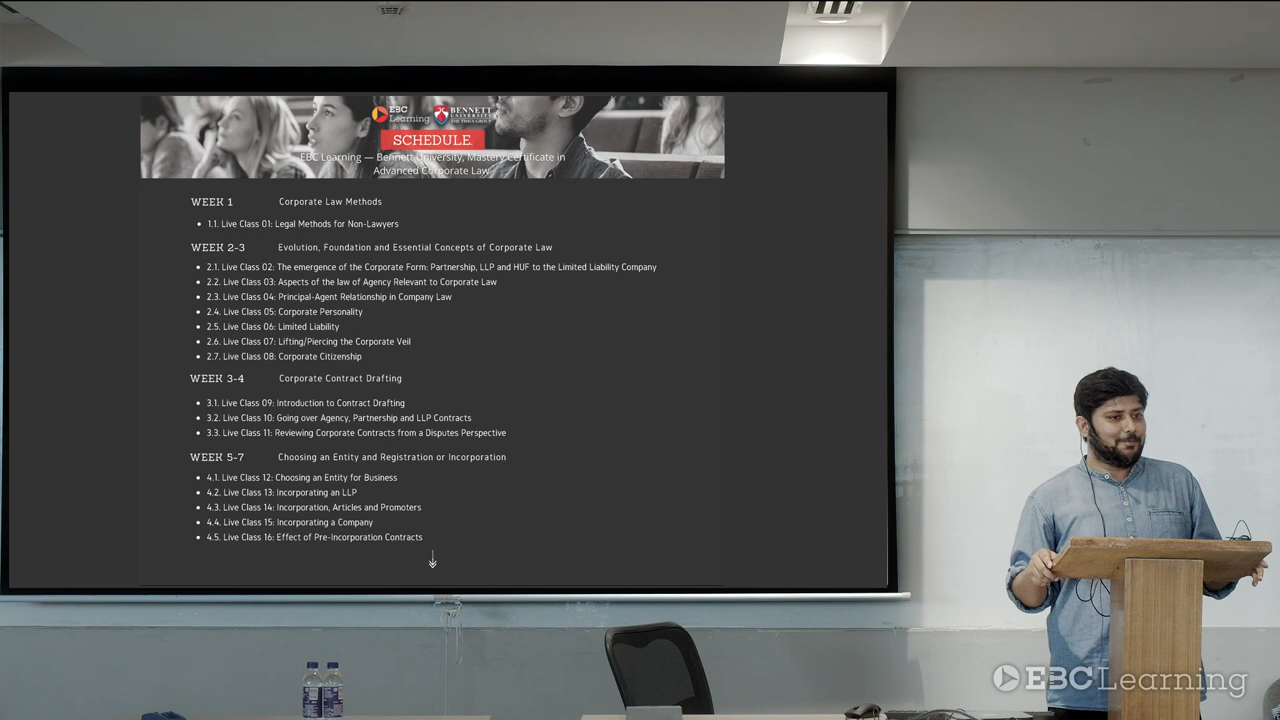 EBC
Learning
BENNETT
UNIVERSITY
THE TIMES GROUP
SCHEDULE.
EBC Learning — Bennett University, Mastery Certificate in
Advanced Corporate Law
WEEK 1 Corporate Law Methods
• 1.1. Live Class 01: Legal Methods for Non-Lawyers
WEEK 2-3 Evolution, Foundation and Essential Concepts of Corporate Law
• 2.1. Live Class 02: The emergence of the Corporate Form: Partnership, LLP and HUF to the Limited Liability Company
• 2.2. Live Class 03: Aspects of the law of Agency Relevant to Corporate Law
• 2.3. Live Class 04: Principal-Agent Relationship in Company Law
• 2.4. Live Class 05: Corporate Personality
• 2.5. Live Class 06: Limited Liability
• 2.6. Live Class 07: Lifting/Piercing the Corporate Veil
• 2.7. Live Class 08: Corporate Citizenship
WEEK 3-4 Corporate Contract Drafting
• 3.1. Live Class 09: Introduction to Contract Drafting
• 3.2. Live Class 10: Going over Agency, Partnership and LLP Contracts
• 3.3. Live Class 11: Reviewing Corporate Contracts from a Disputes Perspective
WEEK 5-7 Choosing an Entity and Registration or Incorporation
• 4.1. Live Class 12: Choosing an Entity for Business
• 4.2. Live Class 13: Incorporating an LLP
• 4.3. Live Class 14: Incorporation, Articles and Promoters
• 4.4. Live Class 15: Incorporating a Company
• 4.5. Live Class 16: Effect of Pre-Incorporation Contracts
EBC Learning